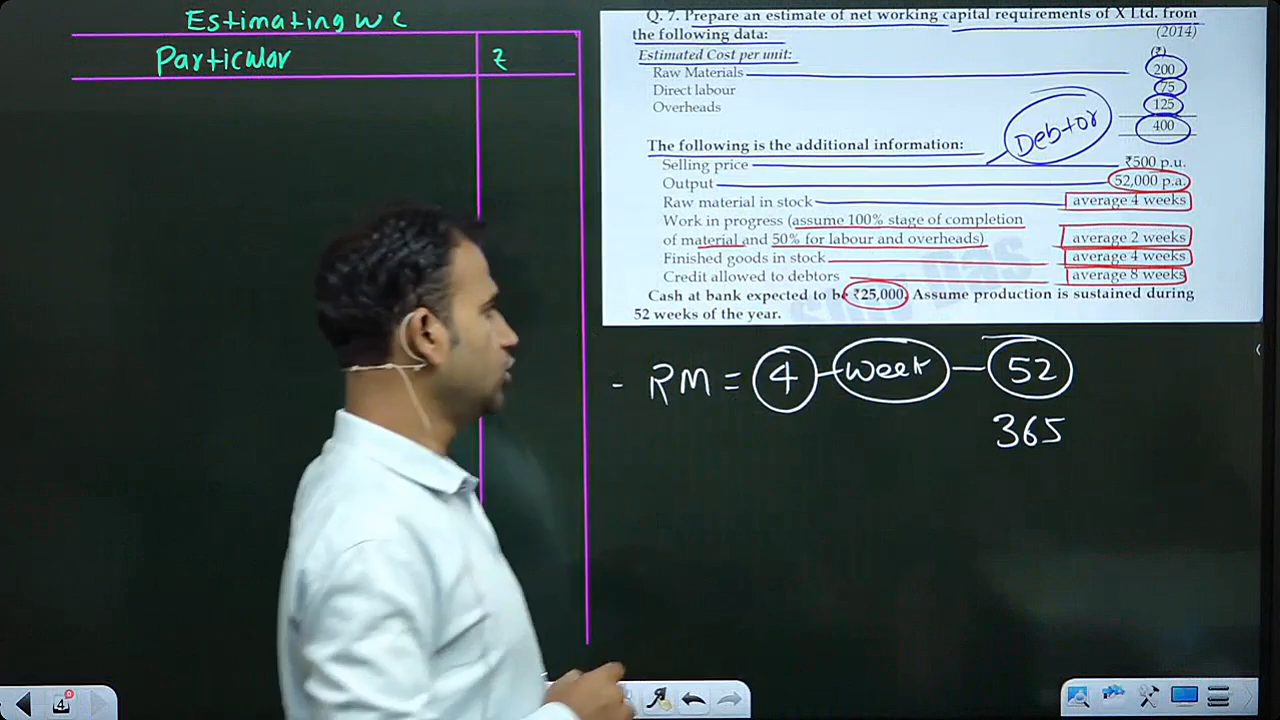 Estimating WC
Particular ₹
Q. 7. Prepare an estimate of net working capital requirements of X Ltd. from
the following data: (2014)
Estimated Cost per unit: (₹)
Raw Materials 200
Direct labour 75
Overheads 125
400
Debtor
The following is the additional information:
Selling price ₹500 p.u.
Output 52,000 p.a.
Raw material in stock average 4 weeks
Work in progress (assume 100% stage of completion
of material and 50% for labour and overheads) average 2 weeks
Finished goods in stock average 4 weeks
Credit allowed to debtors average 8 weeks
Cash at bank expected to be ₹25,000. Assume production is sustained during
52 weeks of the year.
- RM = 4 - Week - 52
365
4